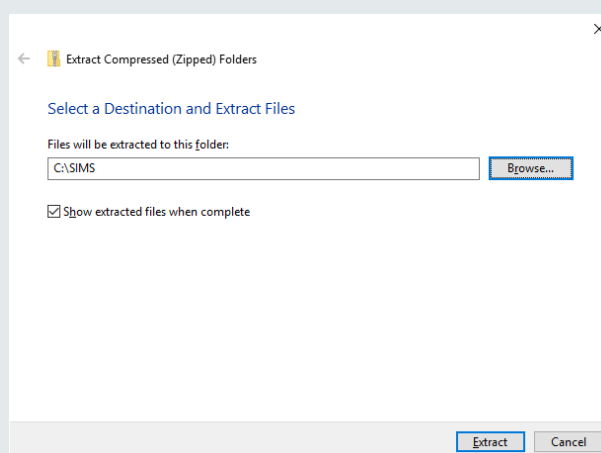 Extract Compressed (Zipped) Folders
Select a Destination and Extract Files
Files will be extracted to this folder:
C:\SIMS
Browse...
Show extracted files when complete
Extract
Cancel